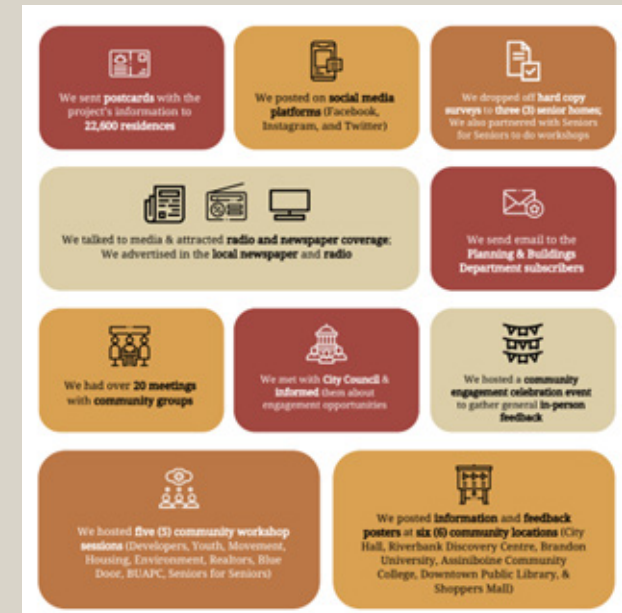 We sent postcards with the
project's information to
22,600 residences
We posted on social media
platforms (Facebook,
Instagram, and Twitter)
We dropped off hard copy
surveys to three (3) senior homes;
We also partnered with Seniors
for Seniors to do workshops
We talked to media & attracted radio and newspaper coverage;
We advertised in the local newspaper and radio
We send email to the
Planning & Buildings
Department subscribers
We had over 20 meetings
with community groups
We met with City Council &
informed them about
engagement opportunities
We hosted a community
engagement celebration event
to gather general in-person
feedback
We hosted five (5) community workshop
sessions (Developers, Youth, Movement,
Housing, Environment, Realtors, Blue
Door, BUAPC, Seniors for Seniors)
We posted information and feedback
posters at six (6) community locations (City
Hall, Riverbank Discovery Centre, Brandon
University, Assiniboine Community
College, Downtown Public Library, &
Shoppers Mall)